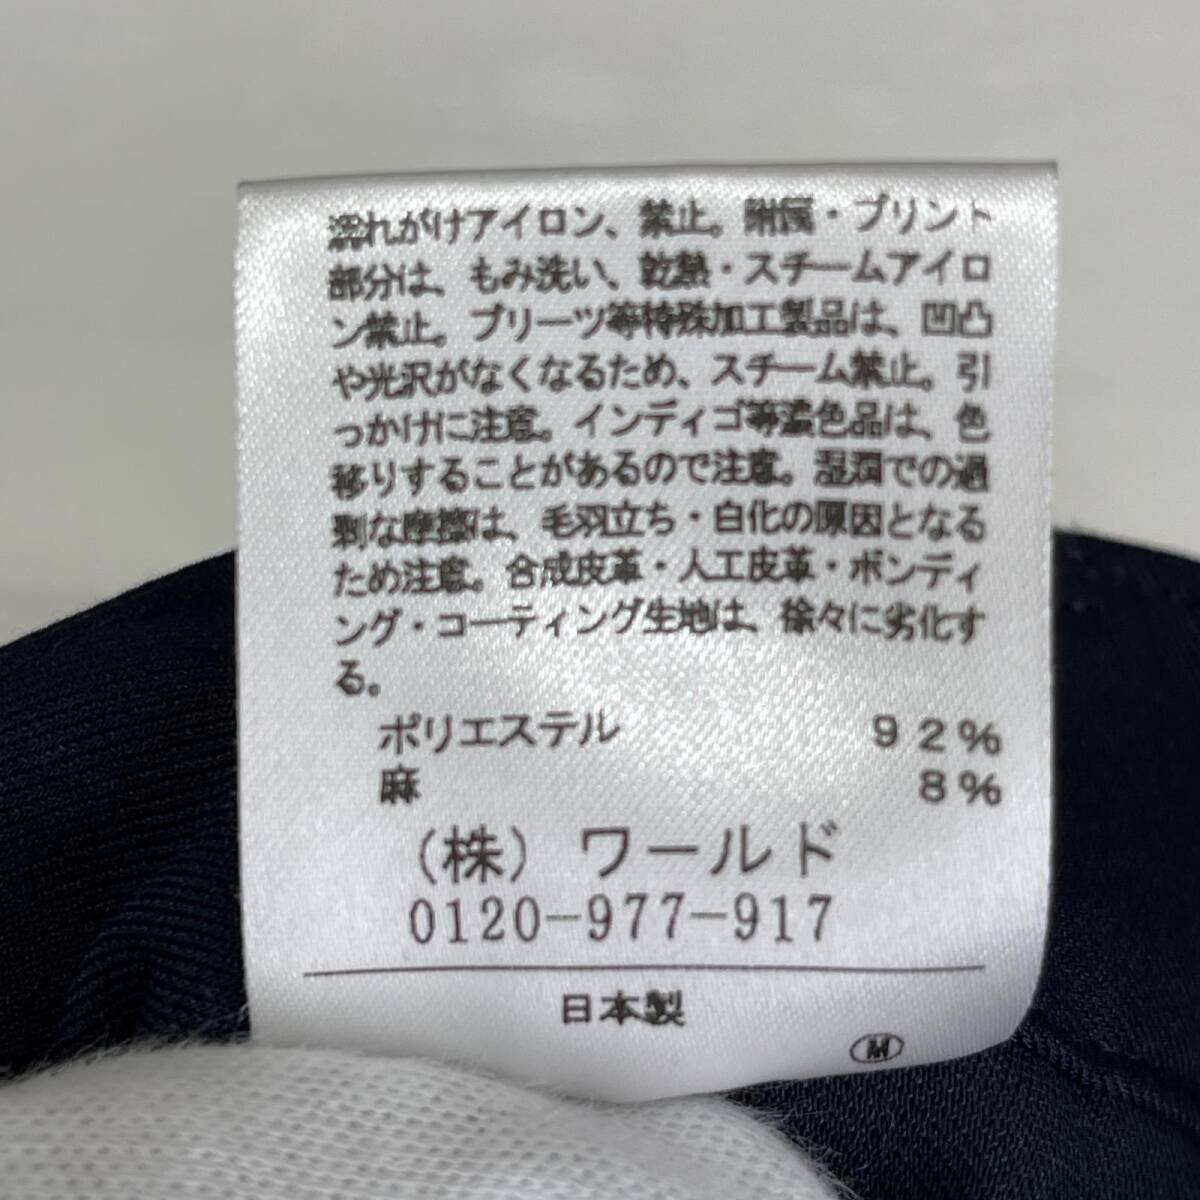 濡れがけアイロン、禁止。附属・プリント
部分は、もみ洗い、乾熱・スチームアイロ
ン禁止。プリーツ等特殊加工製品は、凹凸
や光沢がなくなるため、スチーム禁止。引
っかけに注意。インディゴ等濃色品は、色
移りすることがあるので注意。湿潤での過
剰な摩擦は、毛羽立ち・白化の原因となる
ため注意。合成皮革・人工皮革・ボンディ
ング・コーティング生地は、徐々に劣化す
る。
ポリエステル 92%
麻 8%
(株) ワールド
0120-977-917
日本製
M